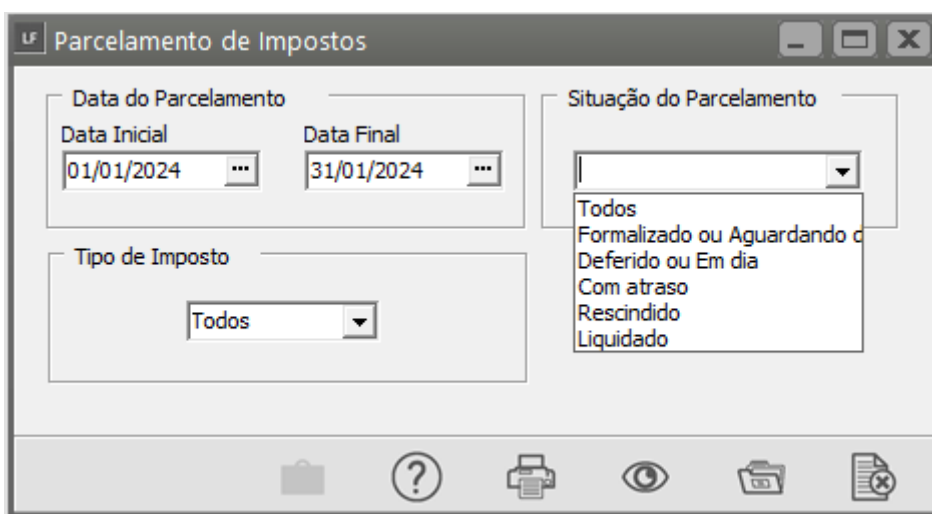 LF Parcelamento de Impostos
Data do Parcelamento
Data Inicial
Data Final
01/01/2024
31/01/2024
Situação do Parcelamento
Todos
Formalizado ou Aguardando d
Deferido ou Em dia
Com atraso
Rescindido
Liquidado
Tipo de Imposto
Todos